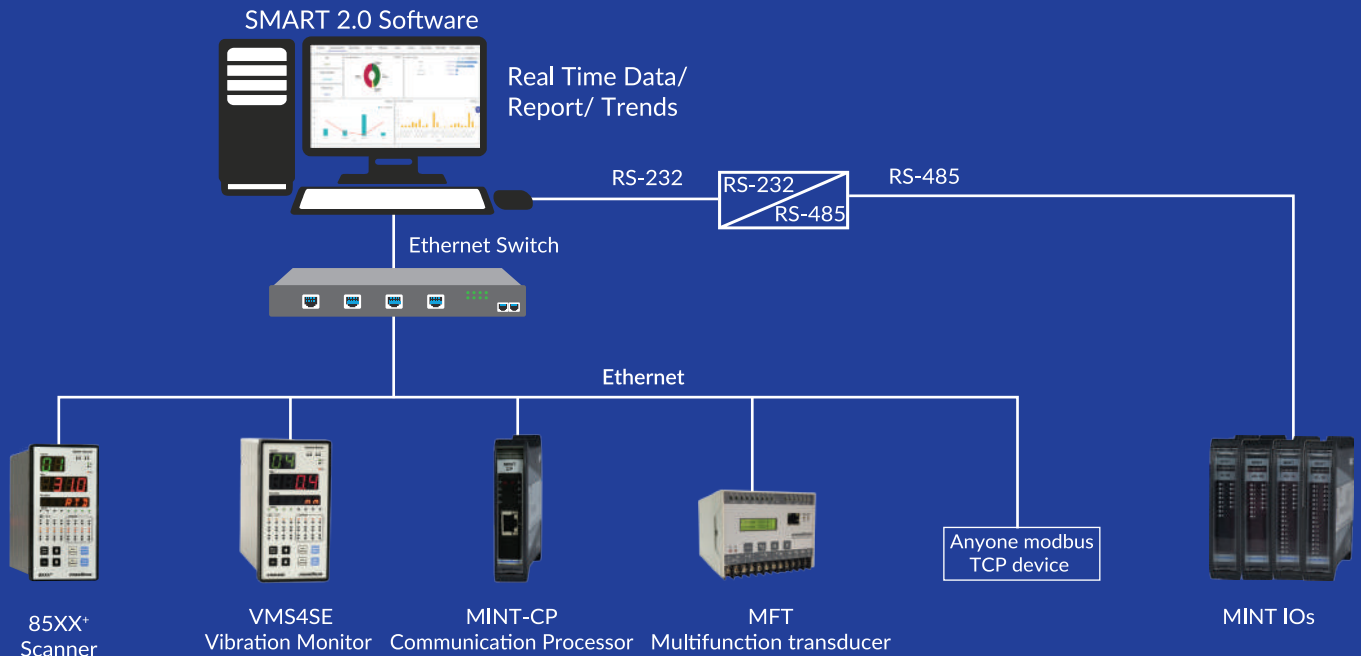 SMART 2.0 Software
Real Time Data/
Report/ Trends
RS-232
RS-232
RS-485
RS-485
Ethernet Switch
Ethernet
Anyone modbus
TCP device
85XX⁺
Scanner
VMS4SE
Vibration Monitor
MINT-CP
Communication Processor
MFT
Multifunction transducer
MINT IOs